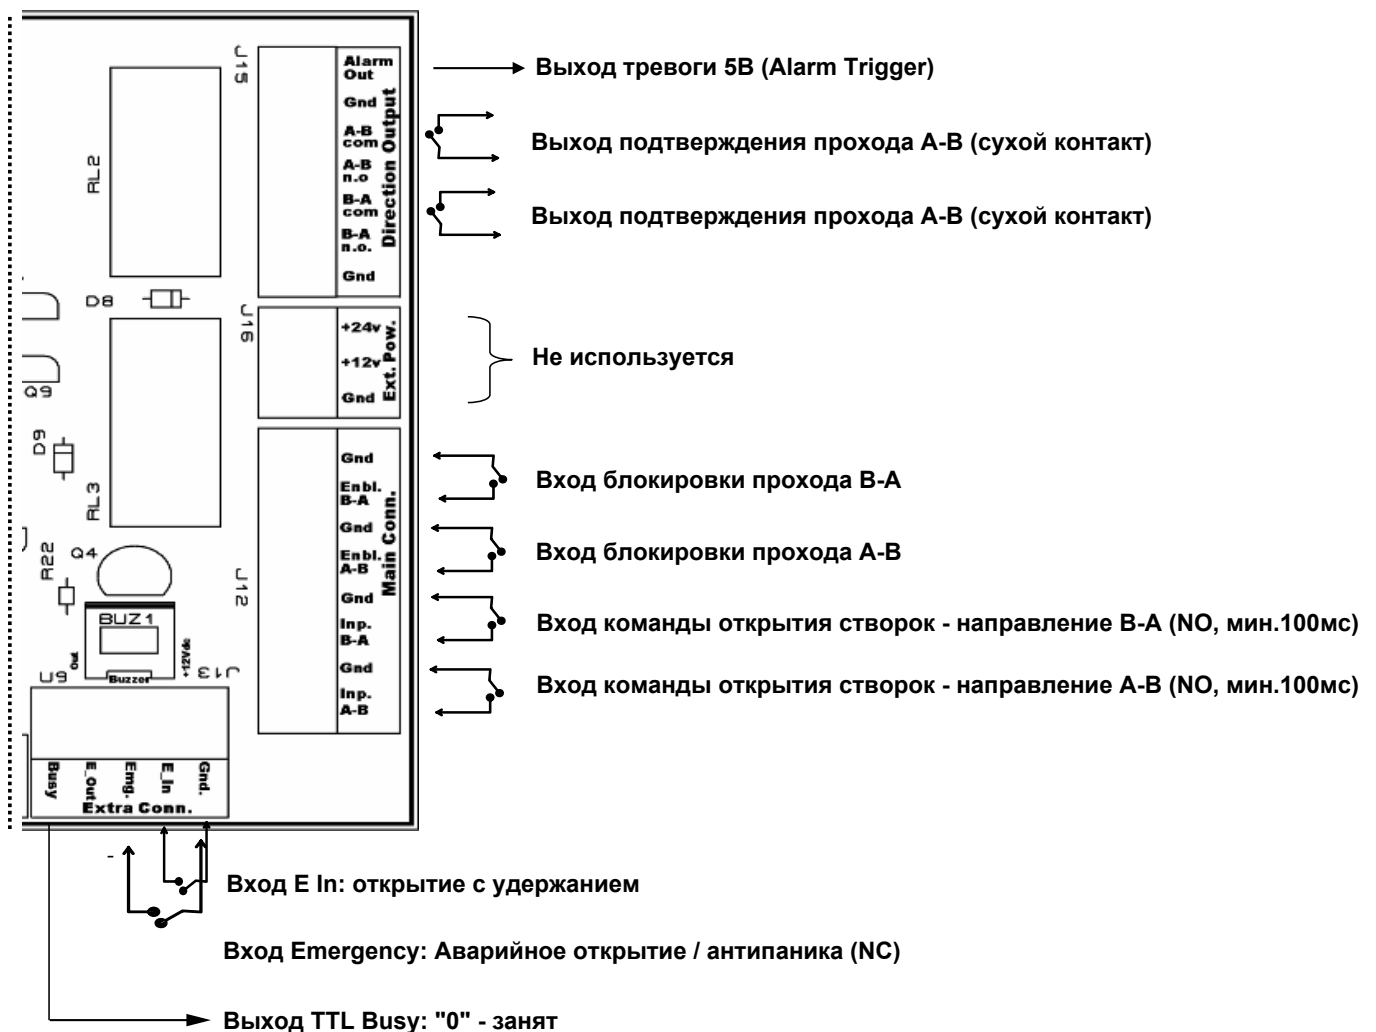 J15
Alarm Out
Выход тревоги 5В (Alarm Trigger)
Gnd
A-B com
Выход подтверждения прохода A-B (сухой контакт)
A-B n.o
B-A com
Выход подтверждения прохода A-B (сухой контакт)
B-A n.o.
Gnd
Direction Output
RL2
D8
J16
+24v
+12v
Gnd
Ext. Pow.
Не используется
Q9
D9
RL3
R22
Q4
J12
Gnd
Enbl. B-A
Вход блокировки прохода B-A
Gnd
Enbl. A-B
Вход блокировки прохода A-B
Gnd
Inp. B-A
Вход команды открытия створок - направление B-A (NO, мин.100мс)
Gnd
Inp. A-B
Вход команды открытия створок - направление A-B (NO, мин.100мс)
Main Conn.
BUZ1
Out
+12Vdc
Buzzer
U9
J13
Busy
E_Out
Emg.
E_In
Gnd.
Extra Conn.
-
Вход E In: открытие с удержанием
Вход Emergency: Аварийное открытие / антипаника (NC)
Выход TTL Busy: "0" - занят